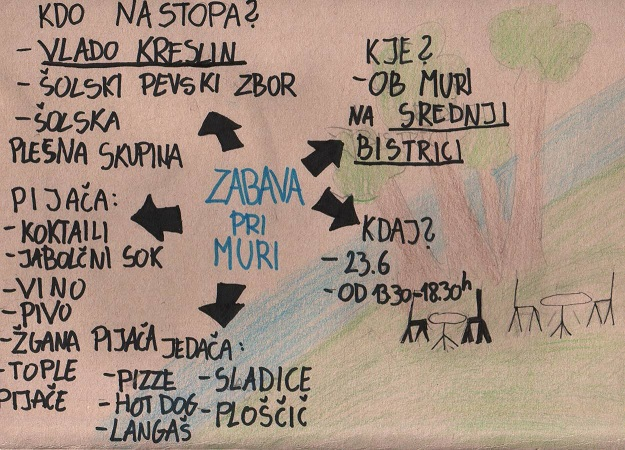 KDO NASTOPA?
- VLADO KRESLIN
- ŠOLSKI PEVSKI ZBOR
- ŠOLSKA
PLESNA SKUPINA
KJE?
- OB MURI
NA SREDNJI
BISTRICI
ZABAVA
PRI
MURI
KDAJ?
- 23.6
- OD 13.30-18.30h
PIJAČA:
- KOKTAILI
- JABOLČNI SOK
- VINO
- PIVO
- ŽGANA PIJAČA
- TOPLE
PIJAČE
JEDAČA:
- PIZZE
- HOT DOG
- LANGAŠ
- SLADICE
- PLOŠČIČ